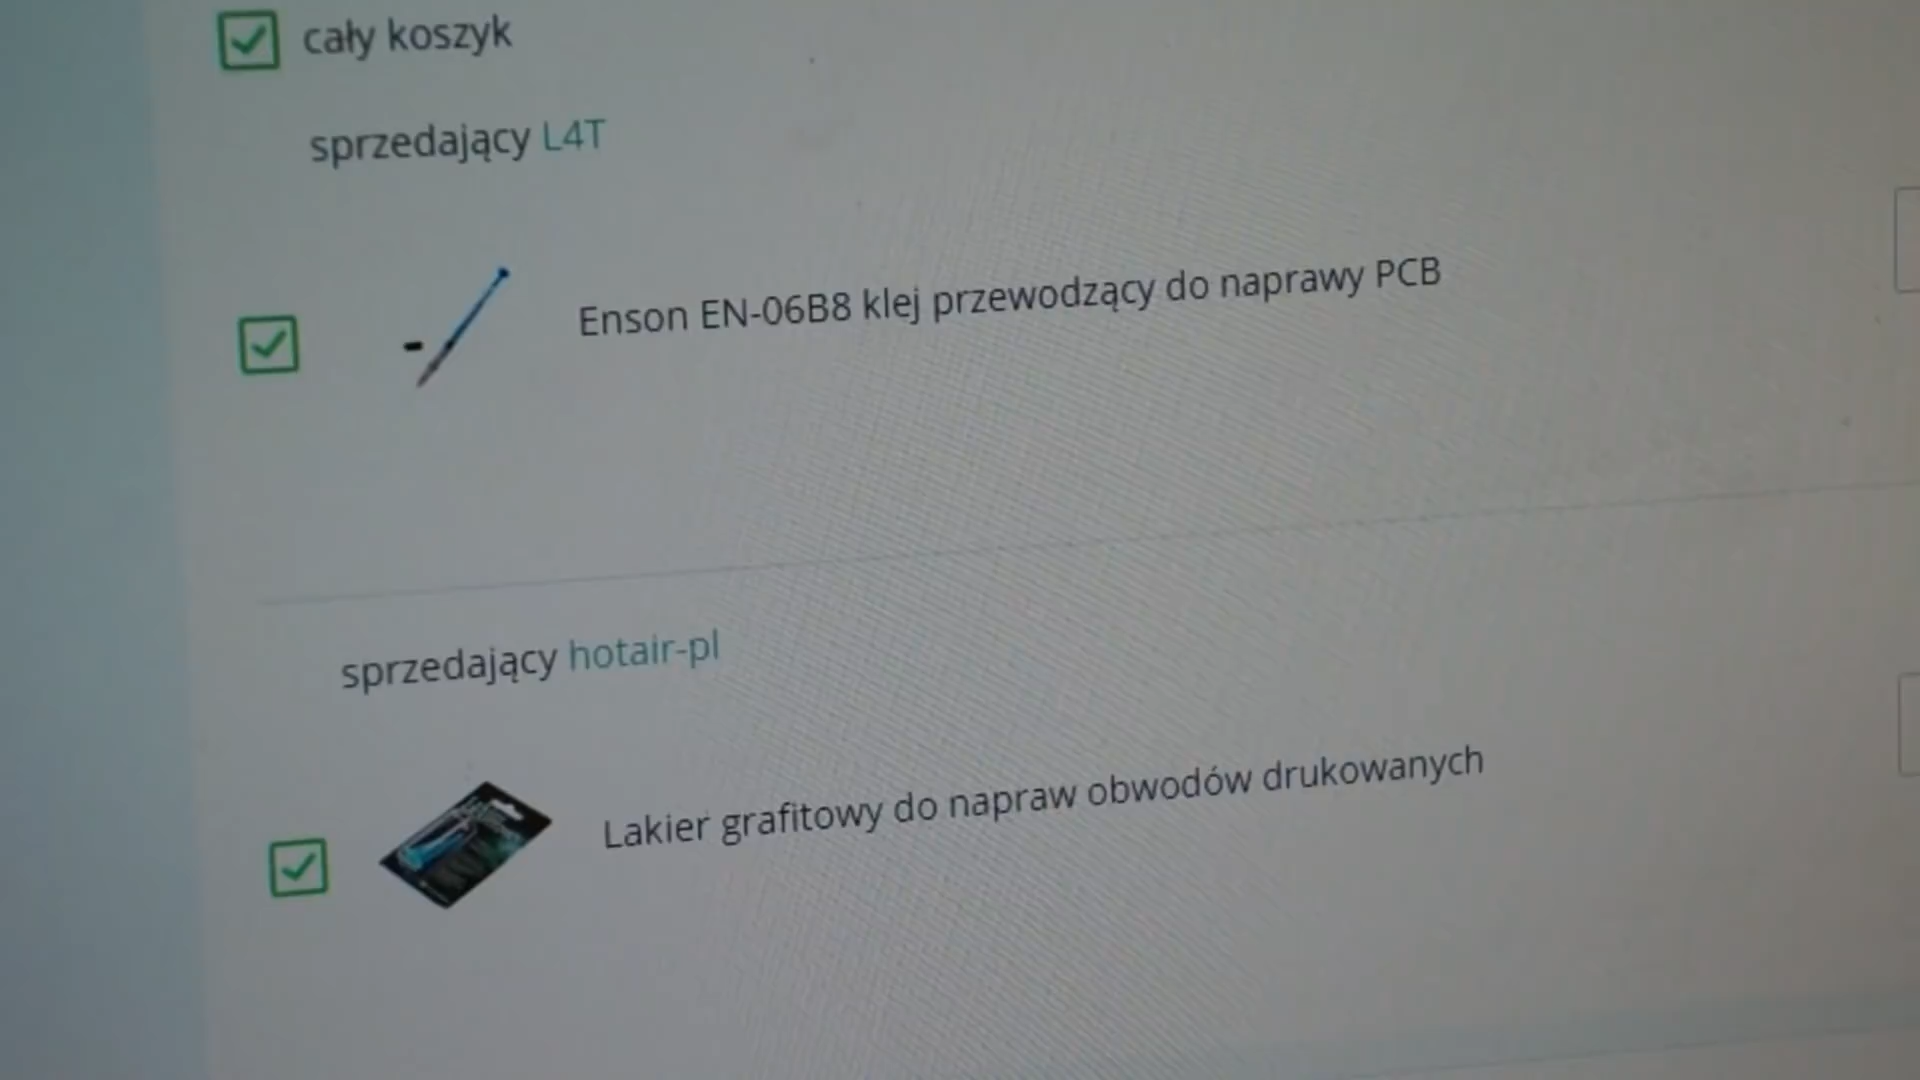 cały koszyk
sprzedający L4T
Enson EN-06B8 klej przewodzący do naprawy PCB
sprzedający hotair-pl
Lakier grafitowy do napraw obwodów drukowanych